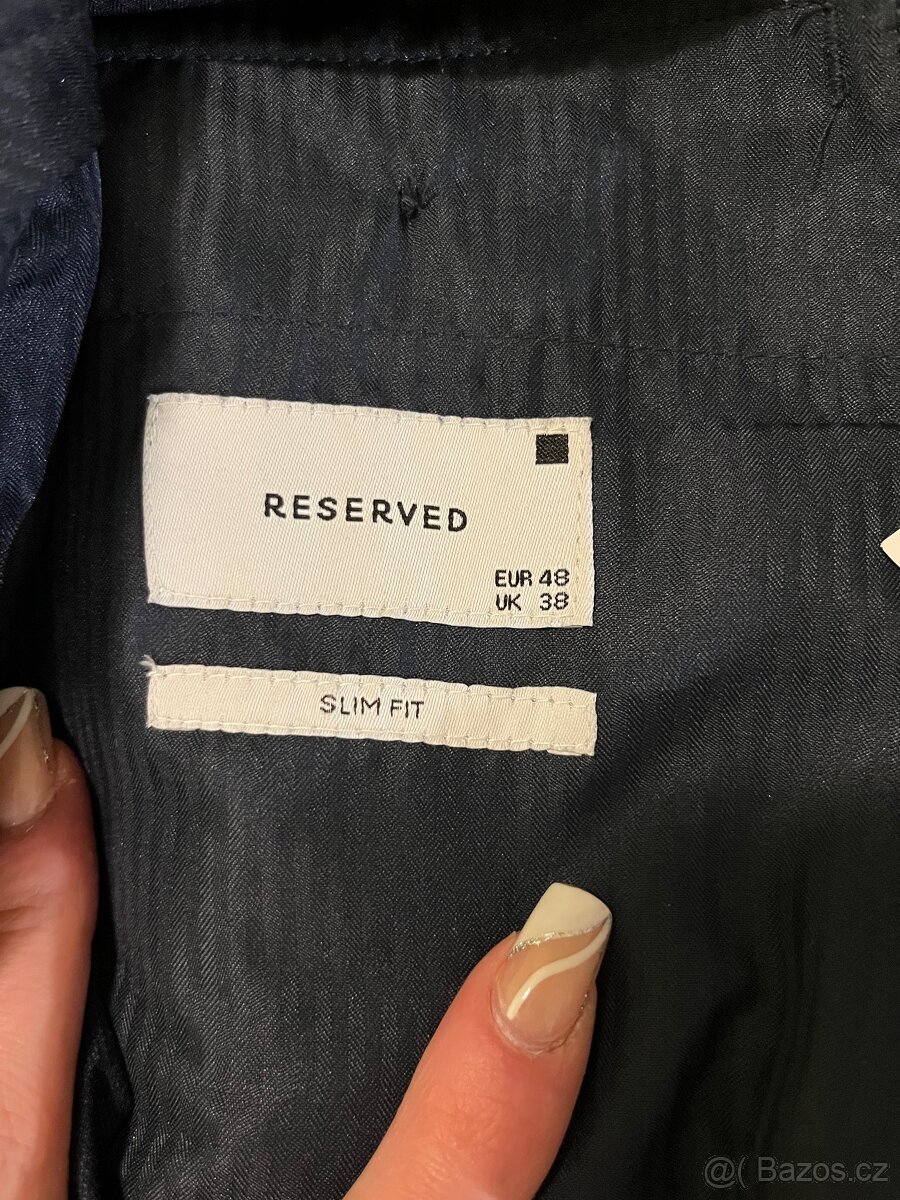 RESERVED
EUR 48
UK 38
SLIM FIT
@( Bazos.cz